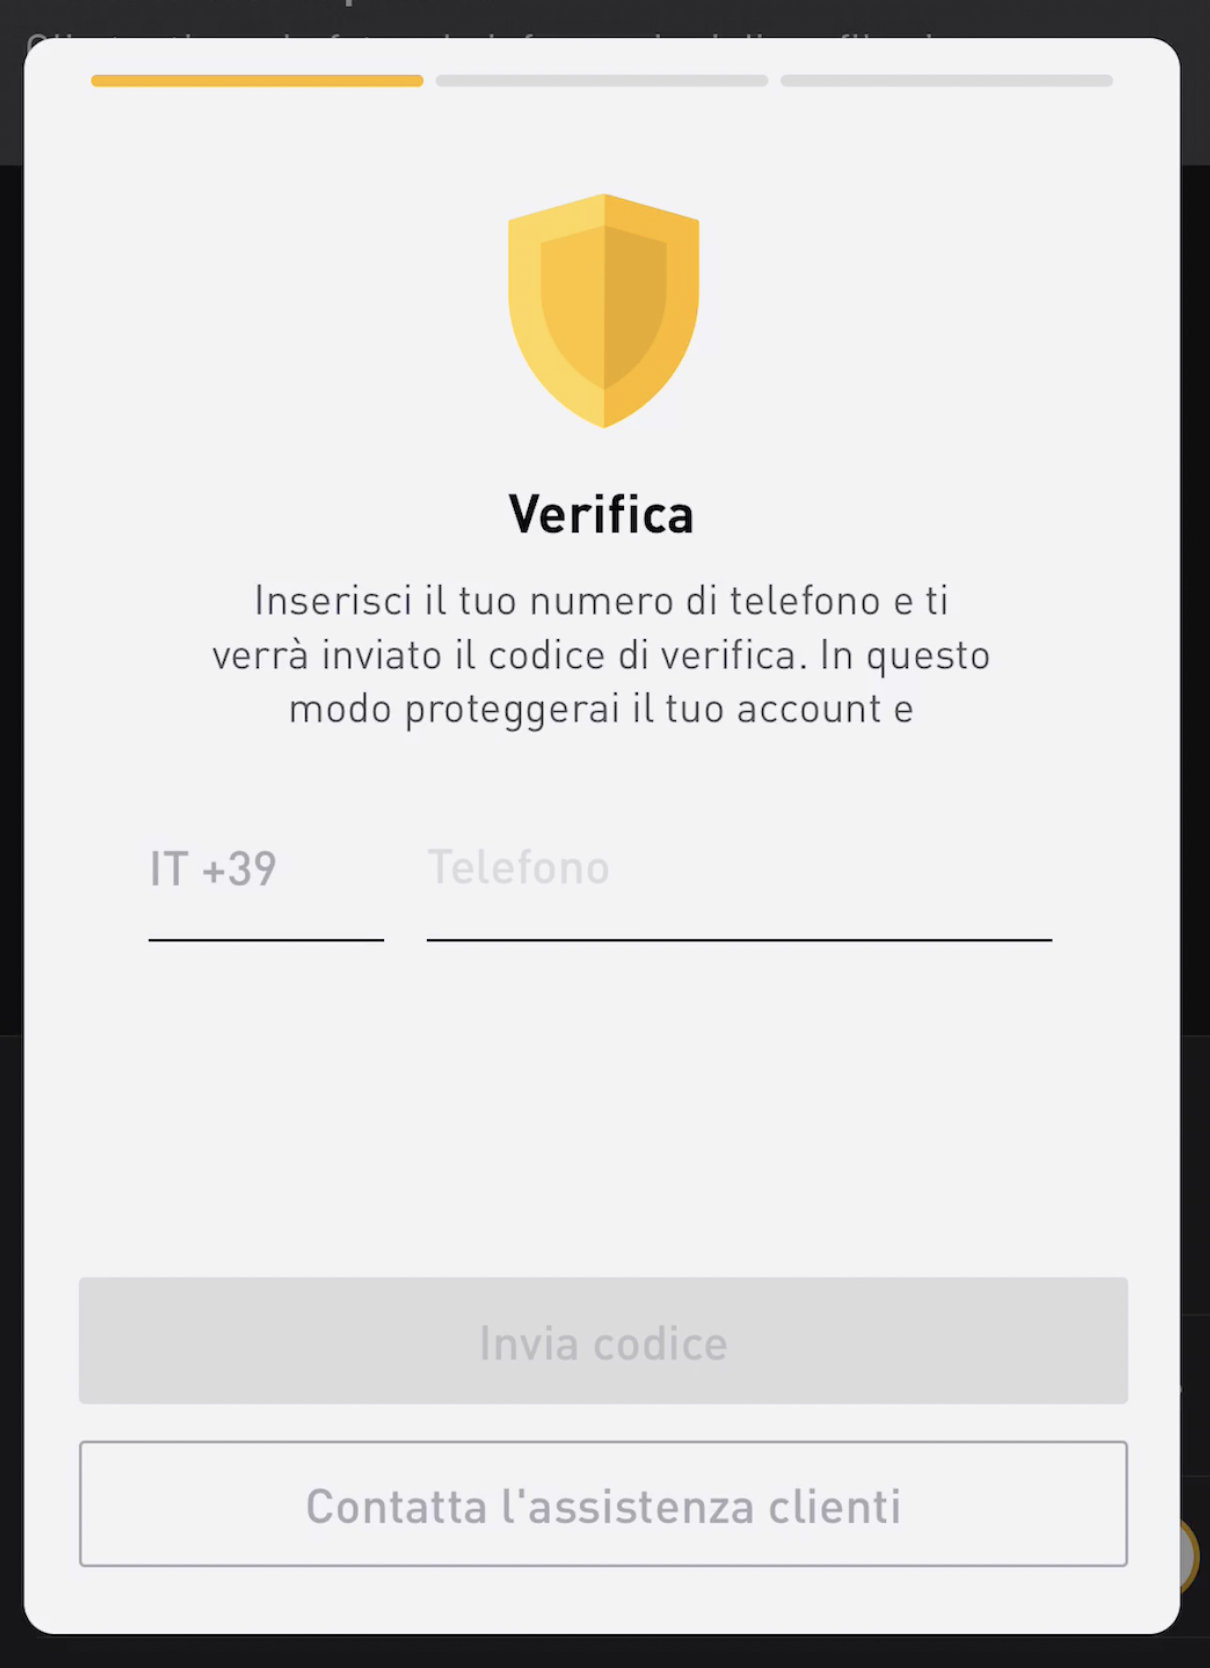 Verifica
Inserisci il tuo numero di telefono e ti
verrà inviato il codice di verifica. In questo
modo proteggerai il tuo account e
IT +39 Telefono
Invia codice
Contatta l'assistenza clienti